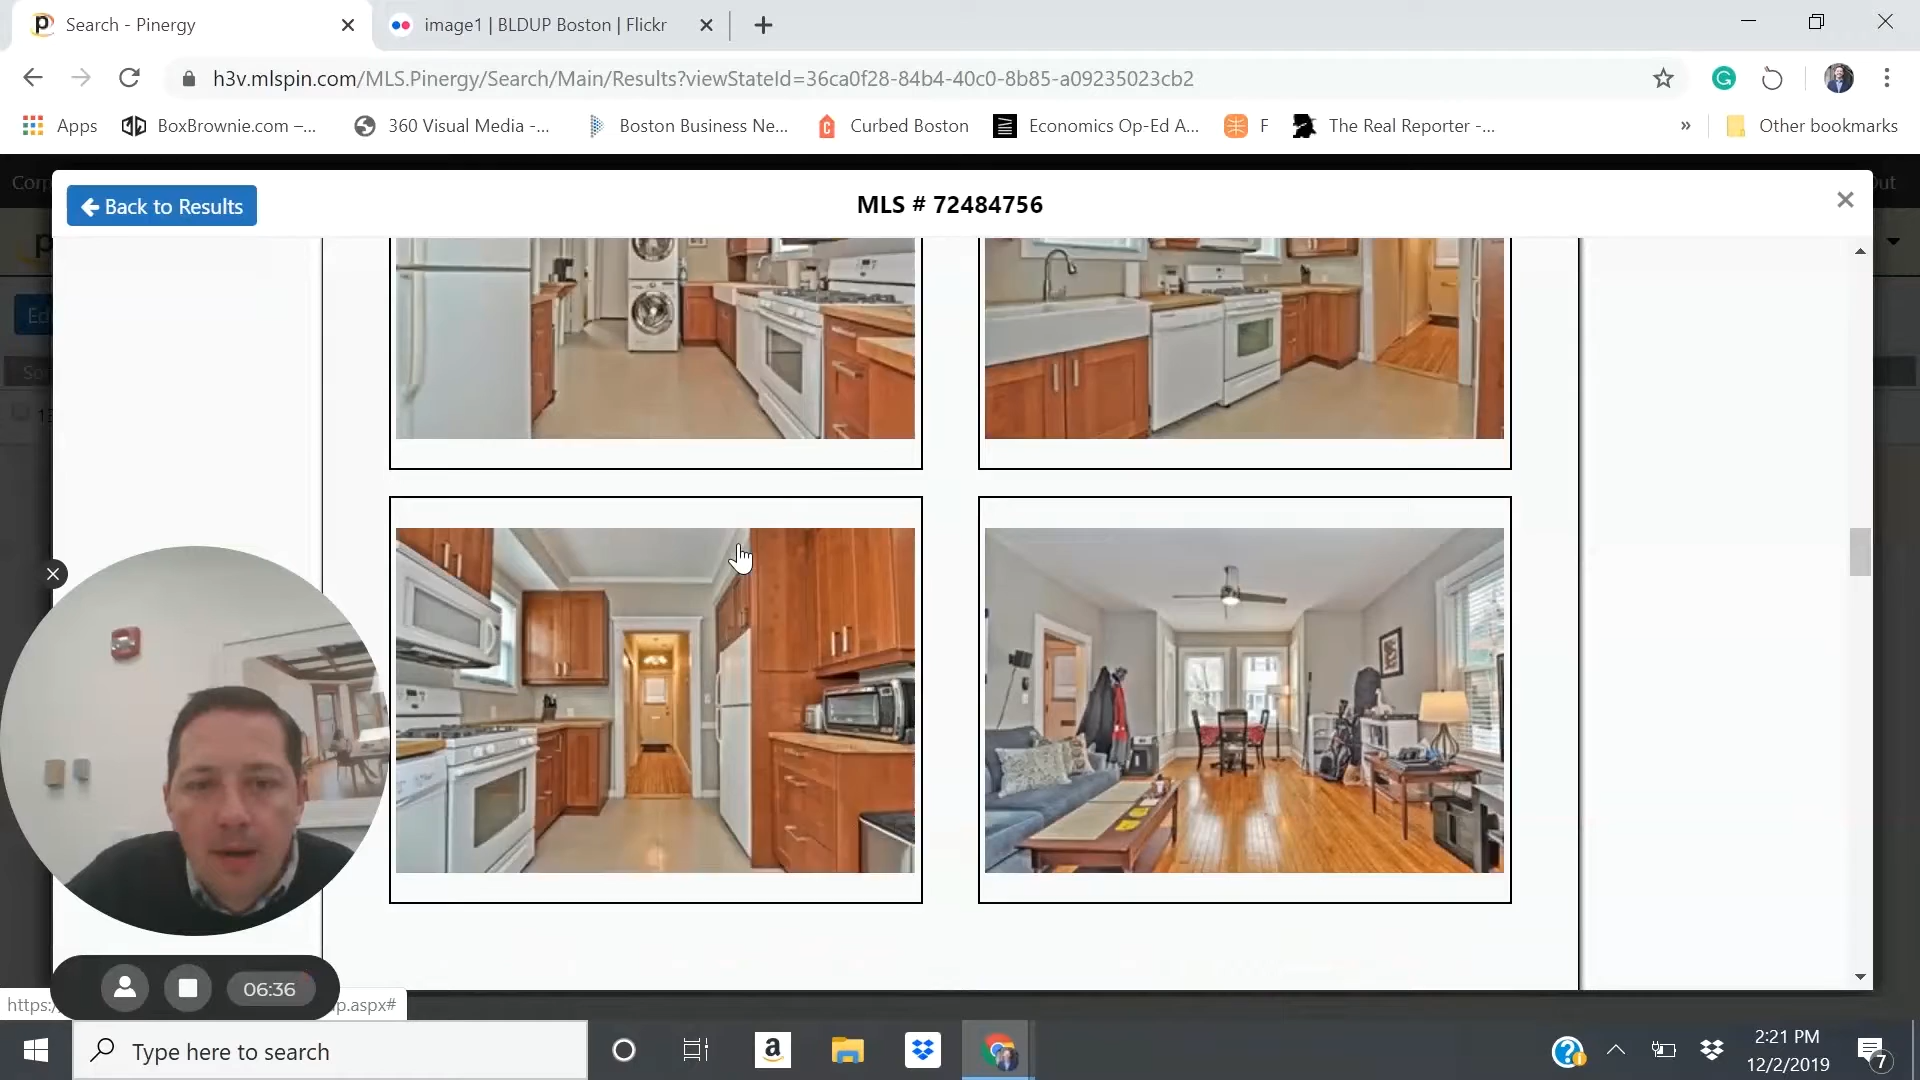 Search - Pinergy
image1 | BLDUP Boston | Flickr
h3v.mlspin.com/MLS.Pinergy/Search/Main/Results?viewStateId=36ca0f28-84b4-40c0-8b85-a09235023cb2
Apps
BoxBrownie.com –...
360 Visual Media -...
Boston Business Ne...
Curbed Boston
Economics Op-Ed A...
F
The Real Reporter -...
»
Other bookmarks
Back to Results
MLS # 72484756
06:36
https:/
p.aspx#
Type here to search
2:21 PM
12/2/2019
7